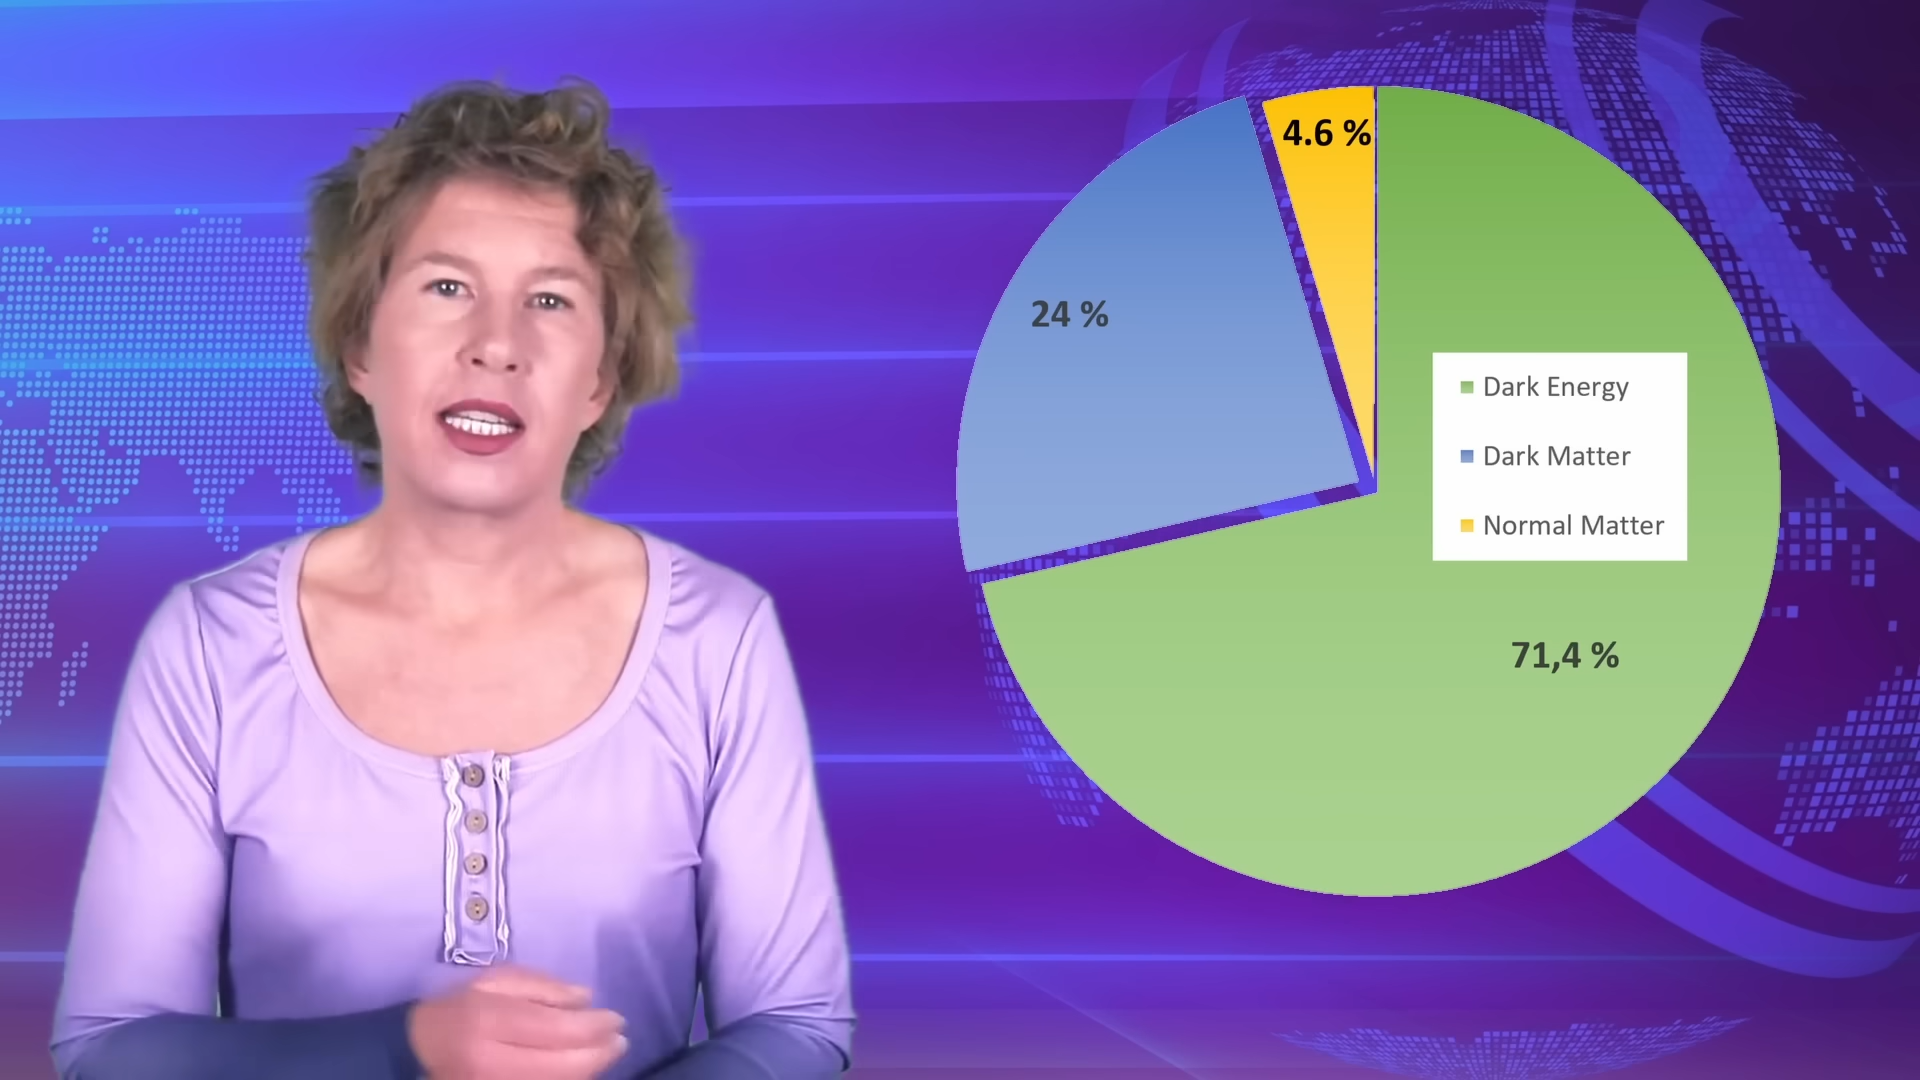 4.6 %
24 %
Dark Energy
Dark Matter
Normal Matter
71,4 %